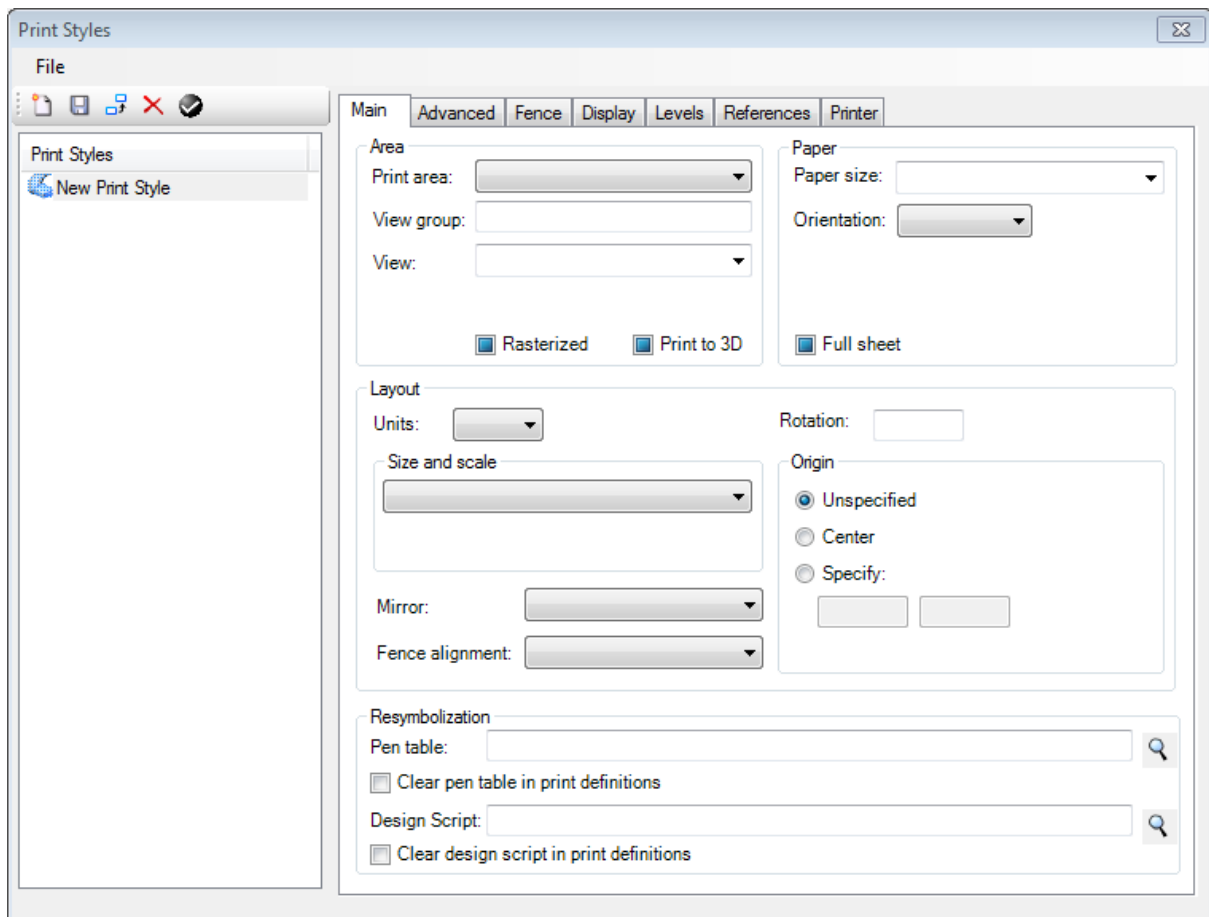 Print Styles
File
Main Advanced Fence Display Levels References Printer
Print Styles
New Print Style
Area
Print area:
View group:
View:
Rasterized Print to 3D
Paper
Paper size:
Orientation:
Full sheet
Layout
Units:
Rotation:
Size and scale
Origin
Unspecified
Center
Specify:
Mirror:
Fence alignment:
Resymbolization
Pen table:
Clear pen table in print definitions
Design Script:
Clear design script in print definitions